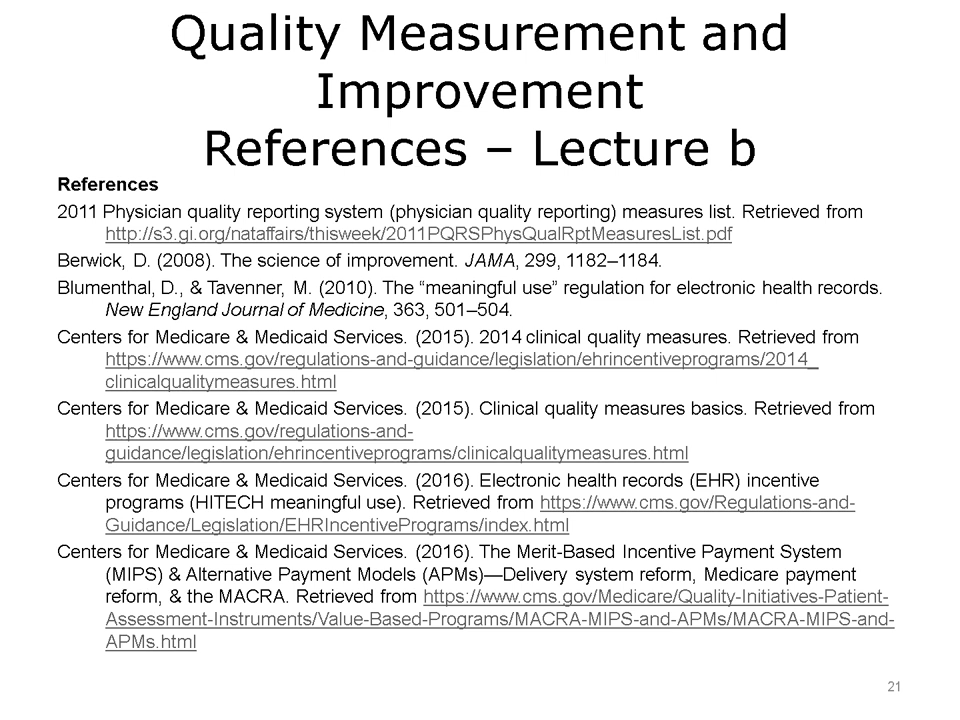 Quality Measurement and
Improvement
References – Lecture b
References
2011 Physician quality reporting system (physician quality reporting) measures list. Retrieved from
http://s3.gi.org/nataffairs/thisweek/2011PQRSPhysQualRptMeasuresList.pdf
Berwick, D. (2008). The science of improvement. JAMA, 299, 1182–1184.
Blumenthal, D., & Tavenner, M. (2010). The “meaningful use” regulation for electronic health records.
New England Journal of Medicine, 363, 501–504.
Centers for Medicare & Medicaid Services. (2015). 2014 clinical quality measures. Retrieved from
https://www.cms.gov/regulations-and-guidance/legislation/ehrincentiveprograms/2014_
clinicalqualitymeasures.html
Centers for Medicare & Medicaid Services. (2015). Clinical quality measures basics. Retrieved from
https://www.cms.gov/regulations-and-
guidance/legislation/ehrincentiveprograms/clinicalqualitymeasures.html
Centers for Medicare & Medicaid Services. (2016). Electronic health records (EHR) incentive
programs (HITECH meaningful use). Retrieved from https://www.cms.gov/Regulations-and-
Guidance/Legislation/EHRIncentivePrograms/index.html
Centers for Medicare & Medicaid Services. (2016). The Merit-Based Incentive Payment System
(MIPS) & Alternative Payment Models (APMs)—Delivery system reform, Medicare payment
reform, & the MACRA. Retrieved from https://www.cms.gov/Medicare/Quality-Initiatives-Patient-
Assessment-Instruments/Value-Based-Programs/MACRA-MIPS-and-APMs/MACRA-MIPS-and-
APMs.html
21